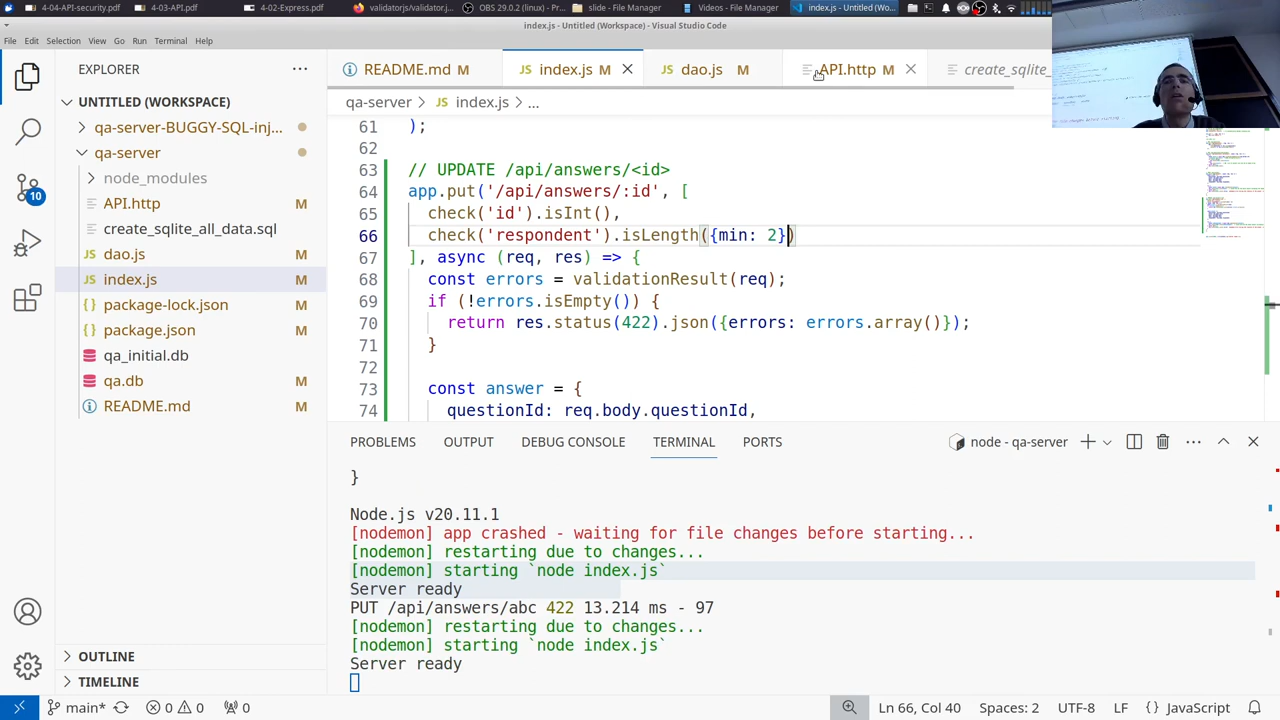 4-04-API-security.pdf
4-03-API.pdf
4-02-Express.pdf
validatorjs/validatorj...
OBS 29.0.2 (linux) - Pr...
slide - File Manager
Videos - File Manager
index.js - Untitled (Wo...
index.js - Untitled (Workspace) - Visual Studio Code
File Edit Selection View Go Run Terminal Help
EXPLORER
UNTITLED (WORKSPACE)
qa-server-BUGGY-SQL-inj...
qa-server
node_modules
API.http M
create_sqlite_all_data.sql
dao.js M
index.js M
package-lock.json M
package.json M
qa_initial.db
qa.db M
README.md M
OUTLINE
TIMELINE
README.md M
index.js M
dao.js M
API.http M
create_sqlite_
qa-server > index.js > ...
61 );
62
63 DATE /api/answers/<id>
64 app.put('/api/answers/:id',
65 check('id').isInt(),
66 check('respondent').isLength({min: 2})
67 ], async (req, res) => {
68 const errors = validationResult(req);
69 if (!errors.isEmpty()) {
70 return res.status(422).json({errors: errors.array()});
71 }
72
73 const answer = {
74 questionId: req.body.questionId,
PROBLEMS OUTPUT DEBUG CONSOLE TERMINAL PORTS
node - qa-server
}
Node.js v20.11.1
[nodemon] app crashed - waiting for file changes before starting...
[nodemon] restarting due to changes...
[nodemon] starting `node index.js`
Server ready
PUT /api/answers/abc 422 13.214 ms - 97
[nodemon] restarting due to changes...
[nodemon] starting `node index.js`
Server ready
10
main* 0 0 0
Ln 66, Col 40 Spaces: 2 UTF-8 LF {} JavaScript